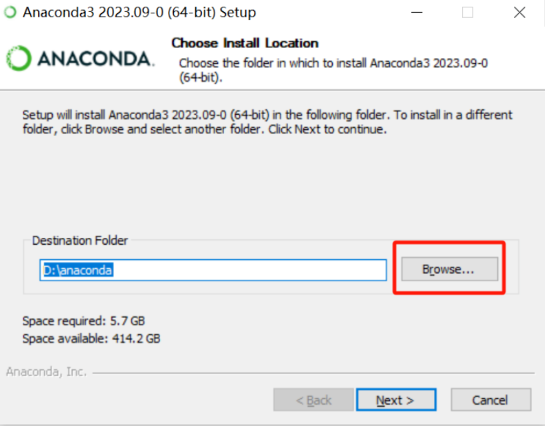 Anaconda3 2023.09-0 (64-bit) Setup
ANACONDA.
Choose Install Location
Choose the folder in which to install Anaconda3 2023.09-0
(64-bit).
Setup will install Anaconda3 2023.09-0 (64-bit) in the following folder. To install in a different
folder, click Browse and select another folder. Click Next to continue.
Destination Folder
D:\anaconda
Browse...
Space required: 5.7 GB
Space available: 414.2 GB
Anaconda, Inc.
< Back
Next >
Cancel